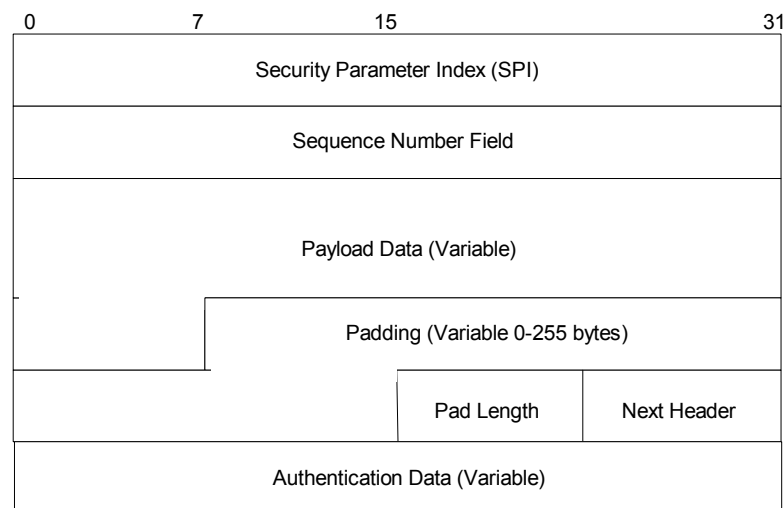 0 7 15 31
Security Parameter Index (SPI)
Sequence Number Field
Payload Data (Variable)
Padding (Variable 0-255 bytes)
Pad Length Next Header
Authentication Data (Variable)